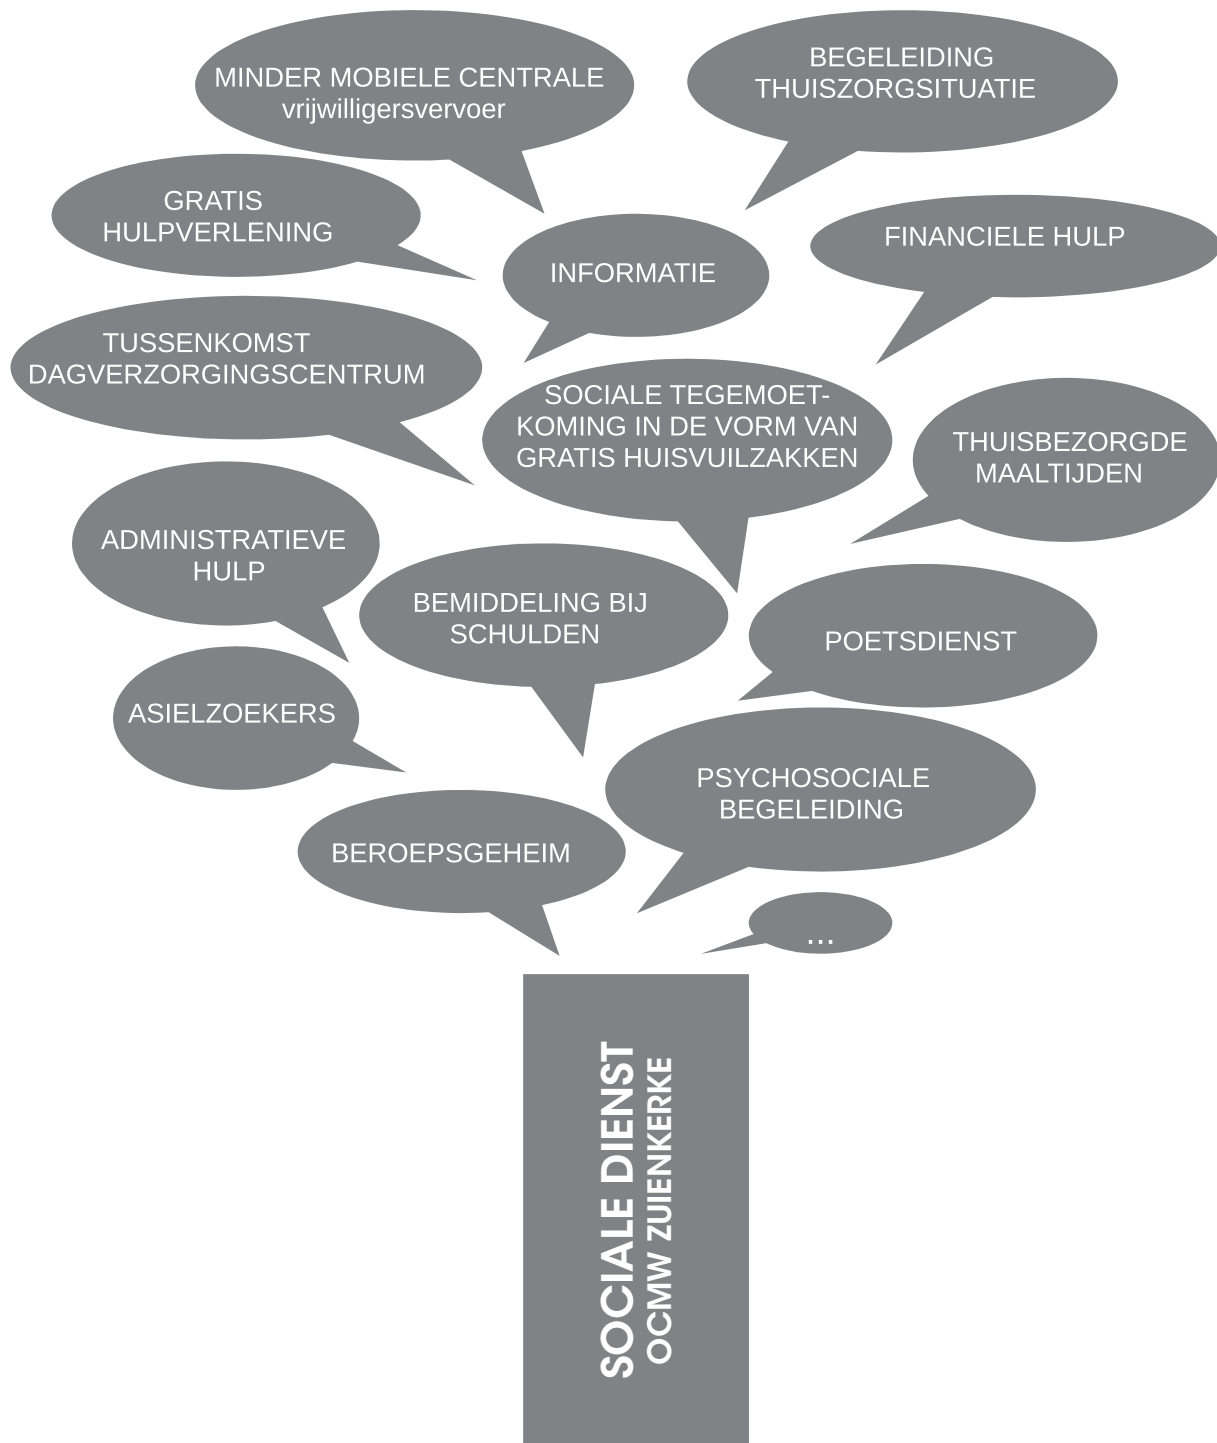 MINDER MOBIELE CENTRALE
vrijwilligersvervoer
BEGELEIDING
THUISZORGSITUATIE
GRATIS
HULPVERLENING
INFORMATIE
FINANCIELE HULP
TUSSENKOMST
DAGVERZORGINGSCENTRUM
SOCIALE TEGEMOET-
KOMING IN DE VORM VAN
GRATIS HUISVUILZAKKEN
THUISBEZORGDE
MAALTIJDEN
ADMINISTRATIEVE
HULP
BEMIDDELING BIJ
SCHULDEN
POETSDIENST
ASIELZOEKERS
PSYCHOSOCIALE
BEGELEIDING
BEROEPSGEHEIM
...
SOCIALE DIENST
OCMW ZUIENKERKE